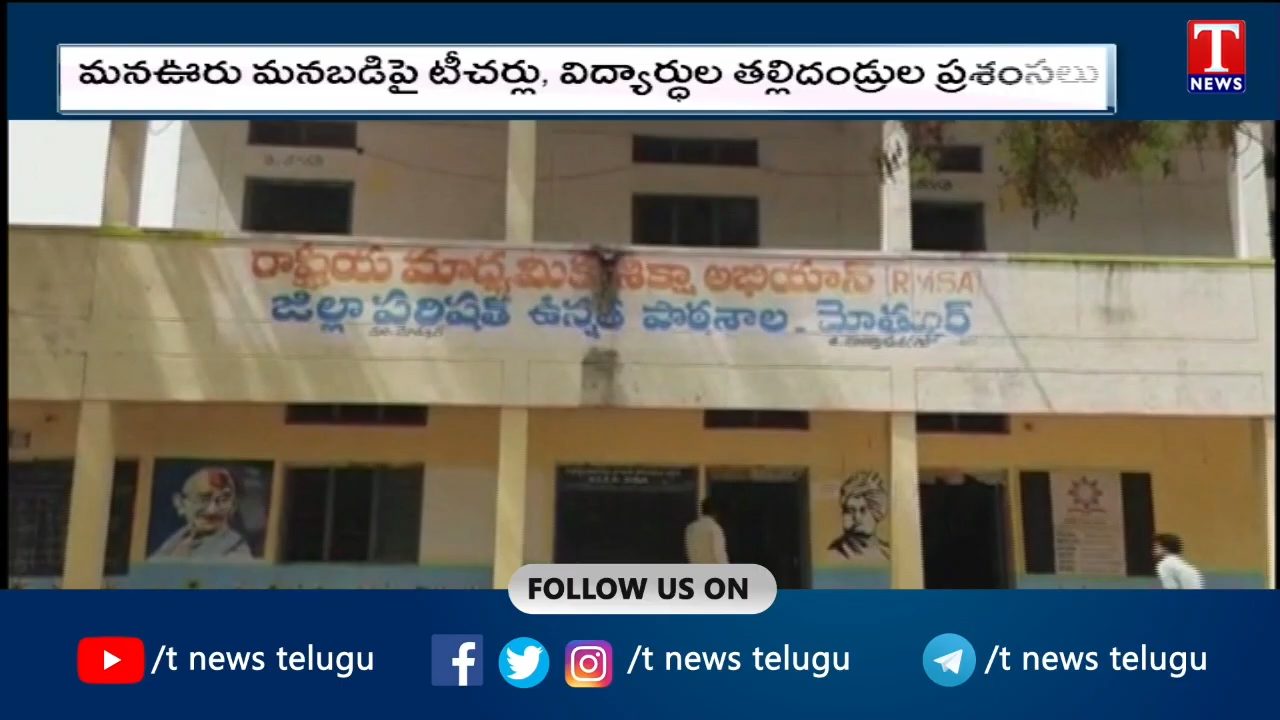 మనఊరు మనబడిపై టీచర్లు, విద్యార్ధుల తల్లిదండ్రుల ప్రశంసలు
T
NEWS
రాష్ట్రీయ మాధ్యమిక శిక్షా అభియాన్ (RMSA)
జిల్లా పరిషత్ ఉన్నత పాఠశాల - మోత్కూర్
FOLLOW US ON
/t news telugu
/t news telugu
/t news telugu